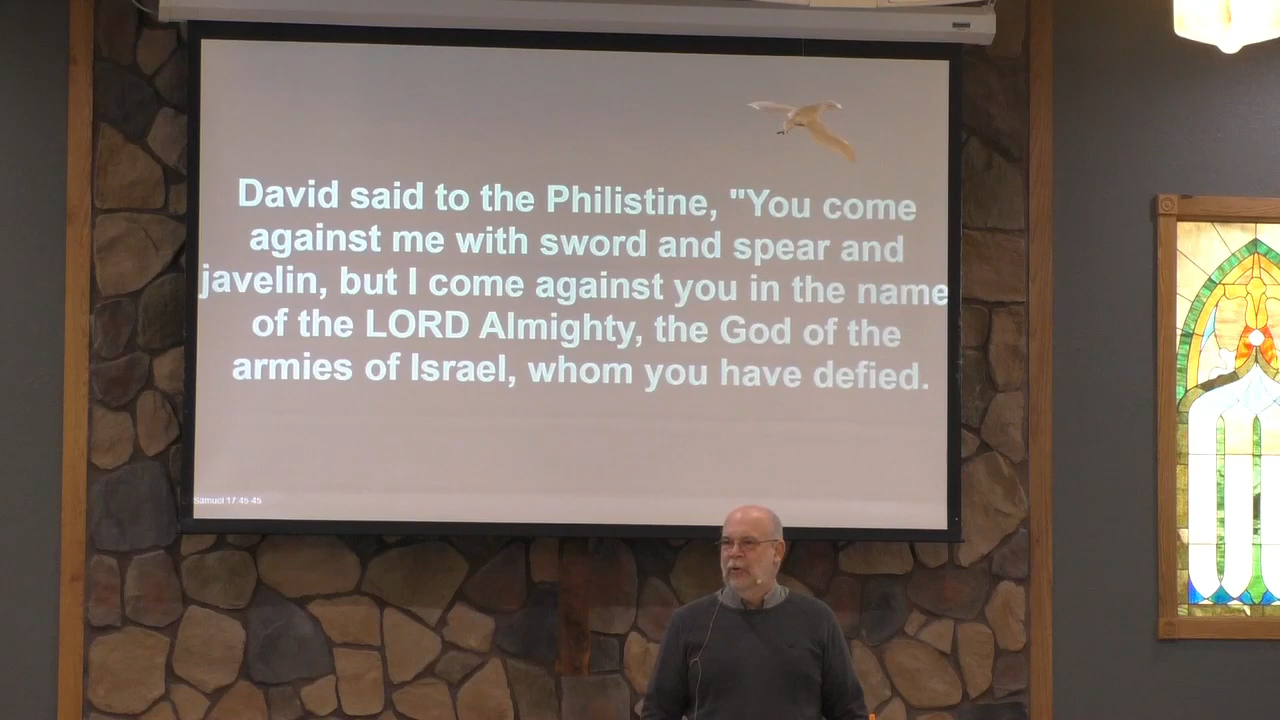 David said to the Philistine, "You come
against me with sword and spear and
javelin, but I come against you in the name
of the LORD Almighty, the God of the
armies of Israel, whom you have defied.
Samuel 17:45-45